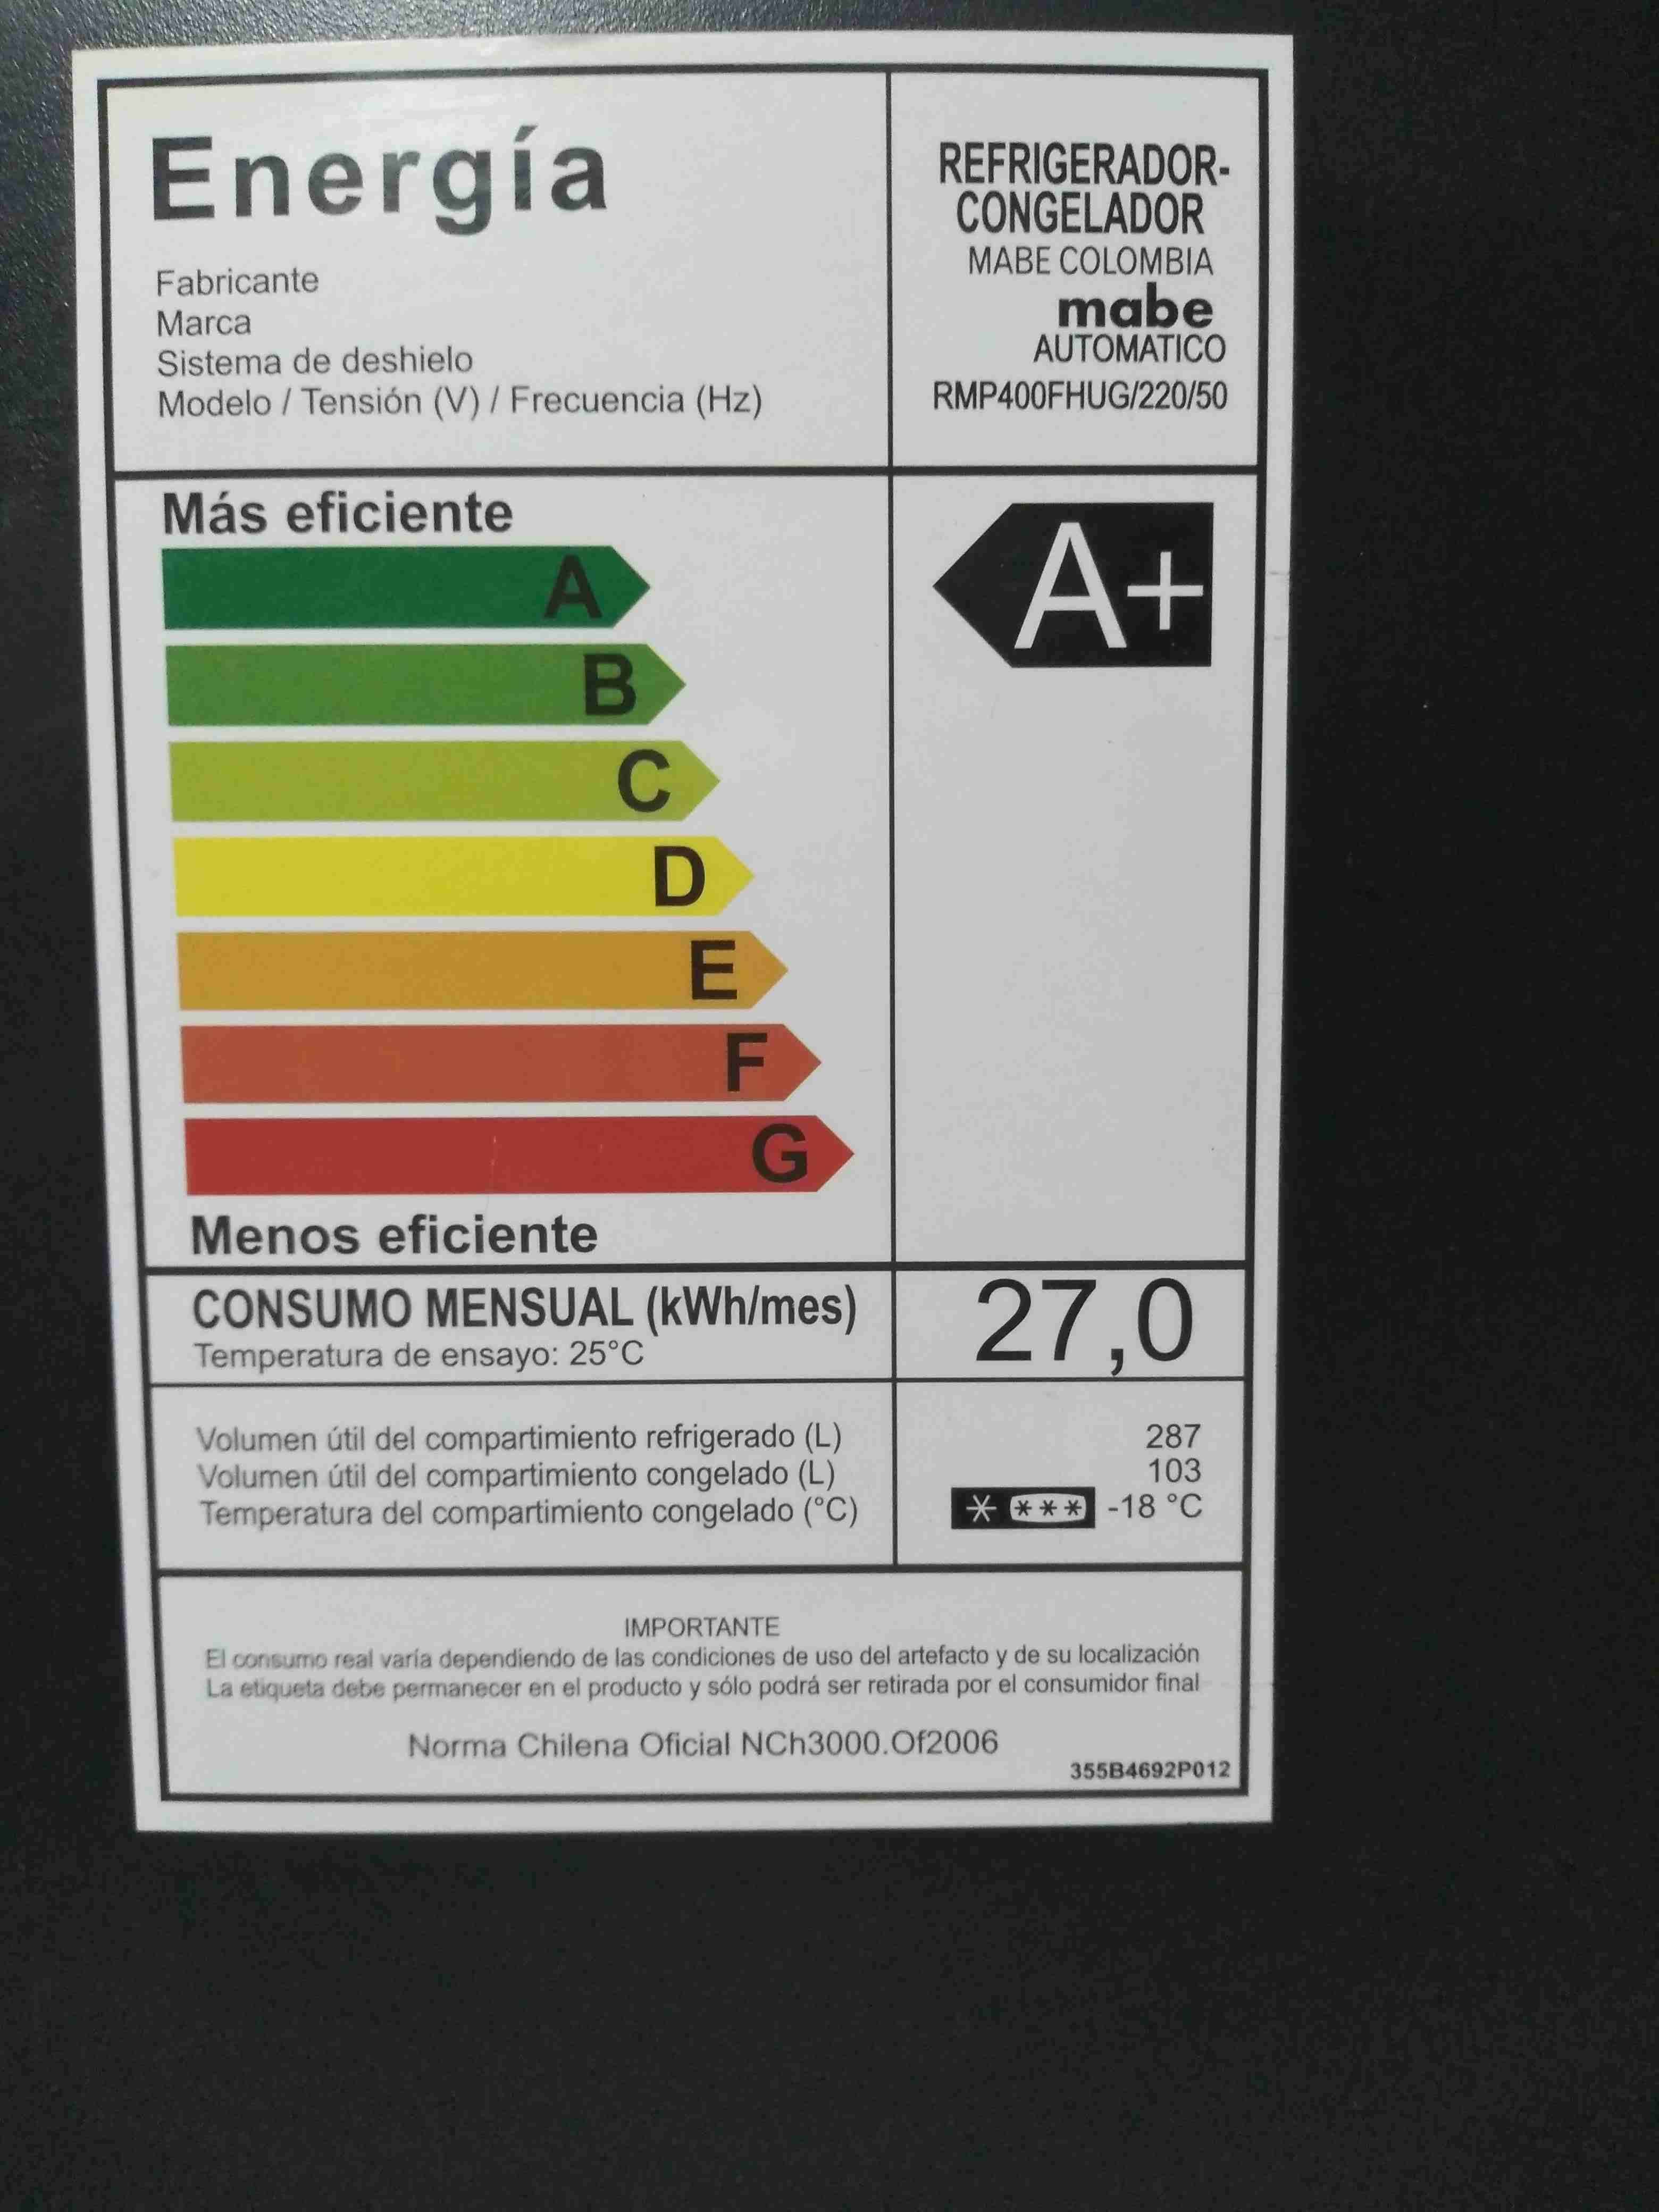 Energía
REFRIGERADOR-
CONGELADOR
Fabricante MABE COLOMBIA
Marca mabe
Sistema de deshielo AUTOMATICO
Modelo / Tensión (V) / Frecuencia (Hz) RMP400FHUG/220/50
Más eficiente
A A+
B
C
D
E
F
G
Menos eficiente
CONSUMO MENSUAL (kWh/mes) 27,0
Temperatura de ensayo: 25°C
Volumen útil del compartimiento refrigerado (L) 287
Volumen útil del compartimiento congelado (L) 103
Temperatura del compartimiento congelado (°C) * *** -18 °C
IMPORTANTE
El consumo real varía dependiendo de las condiciones de uso del artefacto y de su localización
La etiqueta debe permanecer en el producto y sólo podrá ser retirada por el consumidor final
Norma Chilena Oficial NCh3000.Of2006
355B4692P012